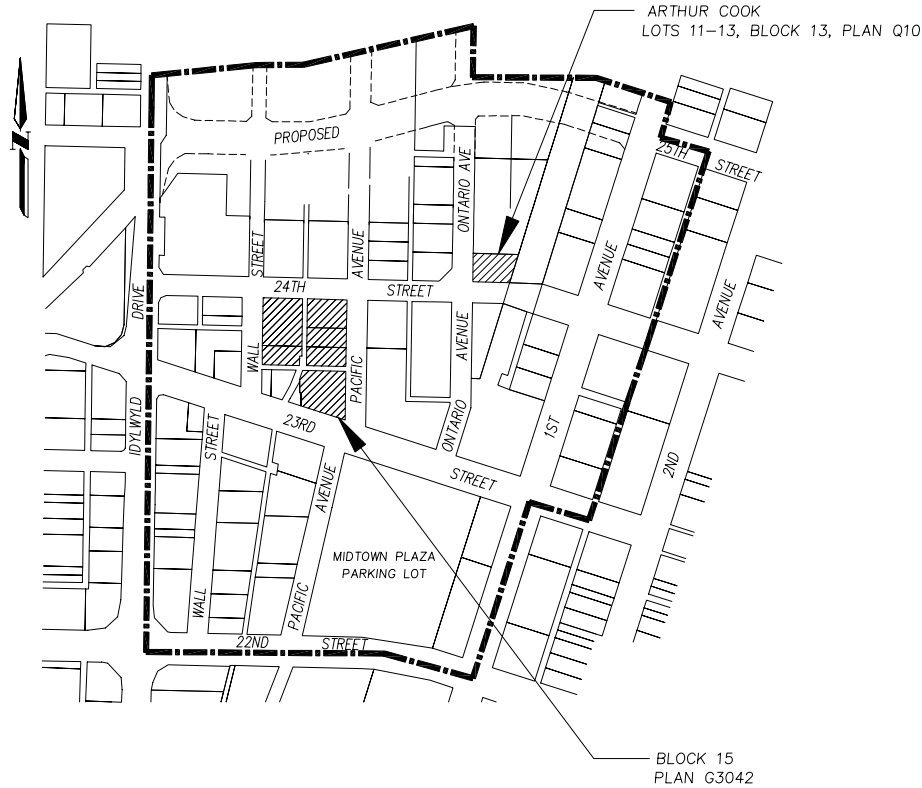 ARTHUR COOK
LOTS 11-13, BLOCK 13, PLAN Q10
N
PROPOSED
25TH
STREET
ONTARIO AVE
STREET
AVENUE
AVENUE
AVENUE
24TH
STREET
DRIVE
AVENUE
WALL
PACIFIC
ONTARIO
1ST
2ND
23RD
IDYLWYLD
STREET
STREET
AVENUE
MIDTOWN PLAZA
PARKING LOT
WALL
PACIFIC
22ND
STREET
BLOCK 15
PLAN G3042